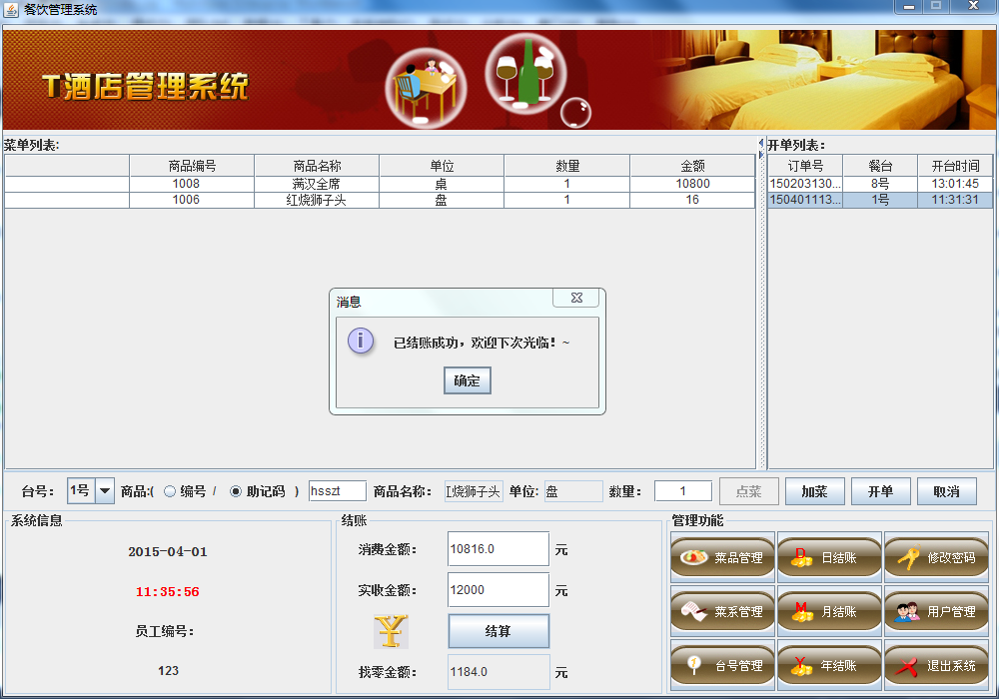 餐饮管理系统
T酒店管理系统
菜单列表:
商品编号 商品名称 单位 数量 金额
1008 满汉全席 桌 1 10800
1006 红烧狮子头 盘 1 16
开单列表:
订单号 餐台 开台时间
150203130... 8号 13:01:45
150401113... 1号 11:31:31
消息
已结账成功，欢迎下次光临！~
确定
台号: 1号 商品:( 编号 / 助记码 ) hsszt 商品名称: 红烧狮子头 单位: 盘 数量: 1 点菜 加菜 开单 取消
系统信息
2015-04-01
11:35:56
员工编号:
123
结账
消费金额: 10816.0 元
实收金额: 12000 元
结算
找零金额: 1184.0 元
管理功能
菜品管理 D 日结账 修改密码
菜系管理 M 月结账 用户管理
台号管理 Y 年结账 退出系统